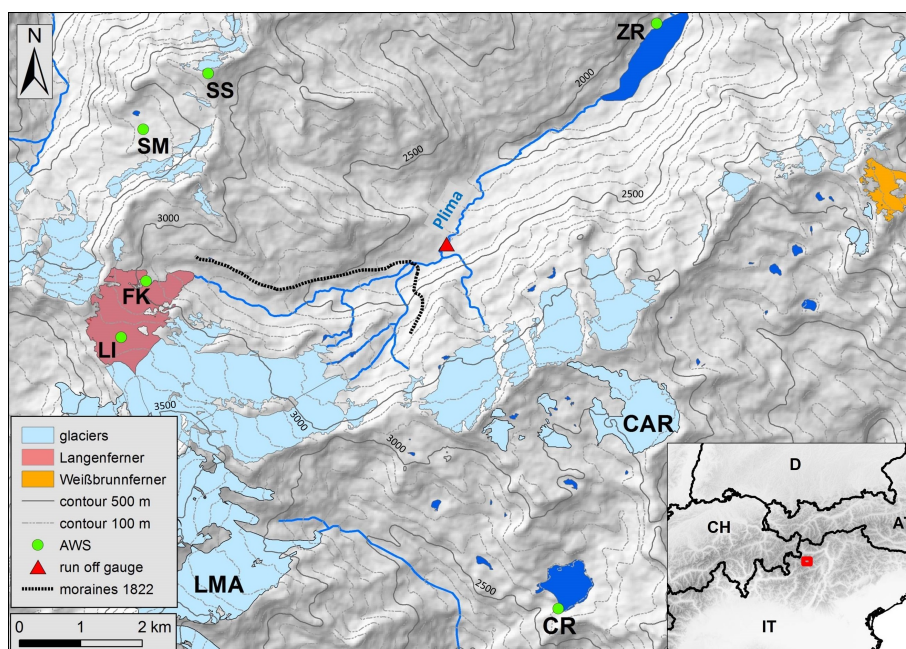 N
ZR
SS
SM
2000
2500
2500
Plima
3000
FK
LI
3500
3000
CAR
3000
LMA
2500
CR
glaciers
Langenferner
Weißbrunnferner
contour 500 m
contour 100 m
AWS
run off gauge
moraines 1822
0 1 2 km
D
CH
AT
IT